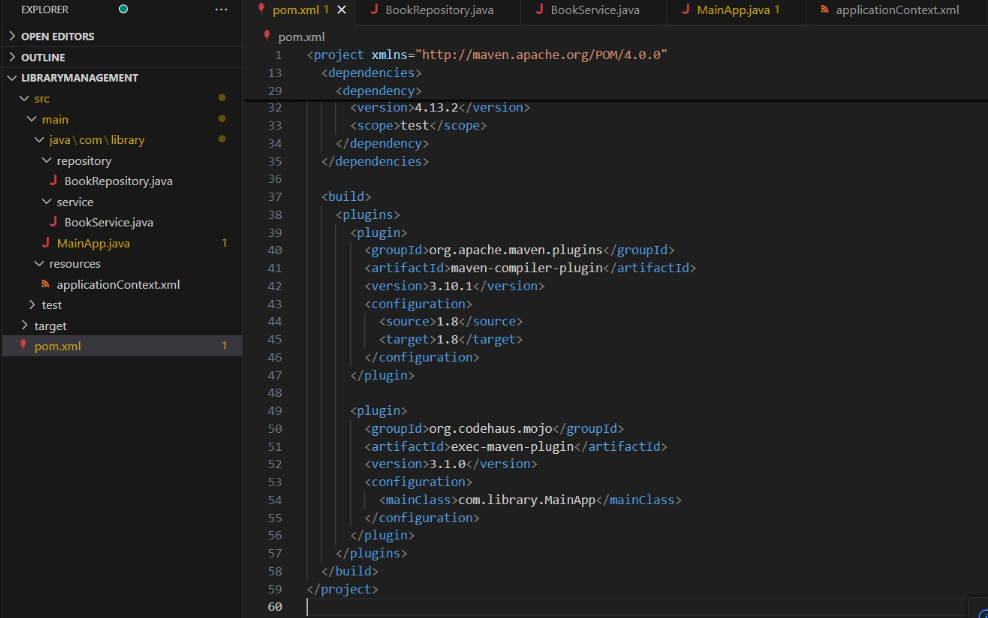 EXPLORER
...
OPEN EDITORS
OUTLINE
LIBRARYMANAGEMENT
src
main
java\com\library
repository
BookRepository.java
service
BookService.java
MainApp.java 1
resources
applicationContext.xml
test
target
pom.xml 1
pom.xml 1 BookRepository.java BookService.java MainApp.java 1 applicationContext.xml
pom.xml
1 <project xmlns="http://maven.apache.org/POM/4.0.0"
13 <dependencies>
29 <dependency>
32 <version>4.13.2</version>
33 <scope>test</scope>
34 </dependency>
35 </dependencies>
36
37 <build>
38 <plugins>
39 <plugin>
40 <groupId>org.apache.maven.plugins</groupId>
41 <artifactId>maven-compiler-plugin</artifactId>
42 <version>3.10.1</version>
43 <configuration>
44 <source>1.8</source>
45 <target>1.8</target>
46 </configuration>
47 </plugin>
48
49 <plugin>
50 <groupId>org.codehaus.mojo</groupId>
51 <artifactId>exec-maven-plugin</artifactId>
52 <version>3.1.0</version>
53 <configuration>
54 <mainClass>com.library.MainApp</mainClass>
55 </configuration>
56 </plugin>
57 </plugins>
58 </build>
59 </project>
60